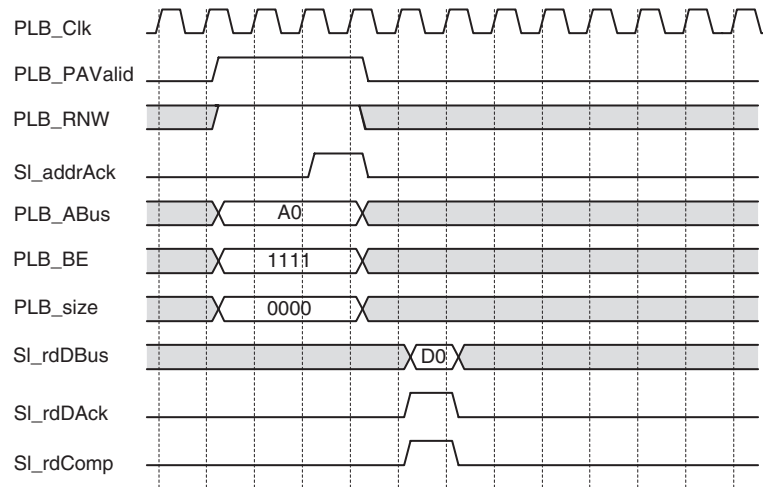 PLB_Clk
PLB_PAValid
PLB_RNW
Sl_addrAck
PLB_ABus A0
PLB_BE 1111
PLB_size 0000
Sl_rdDBus D0
Sl_rdDAck
Sl_rdComp